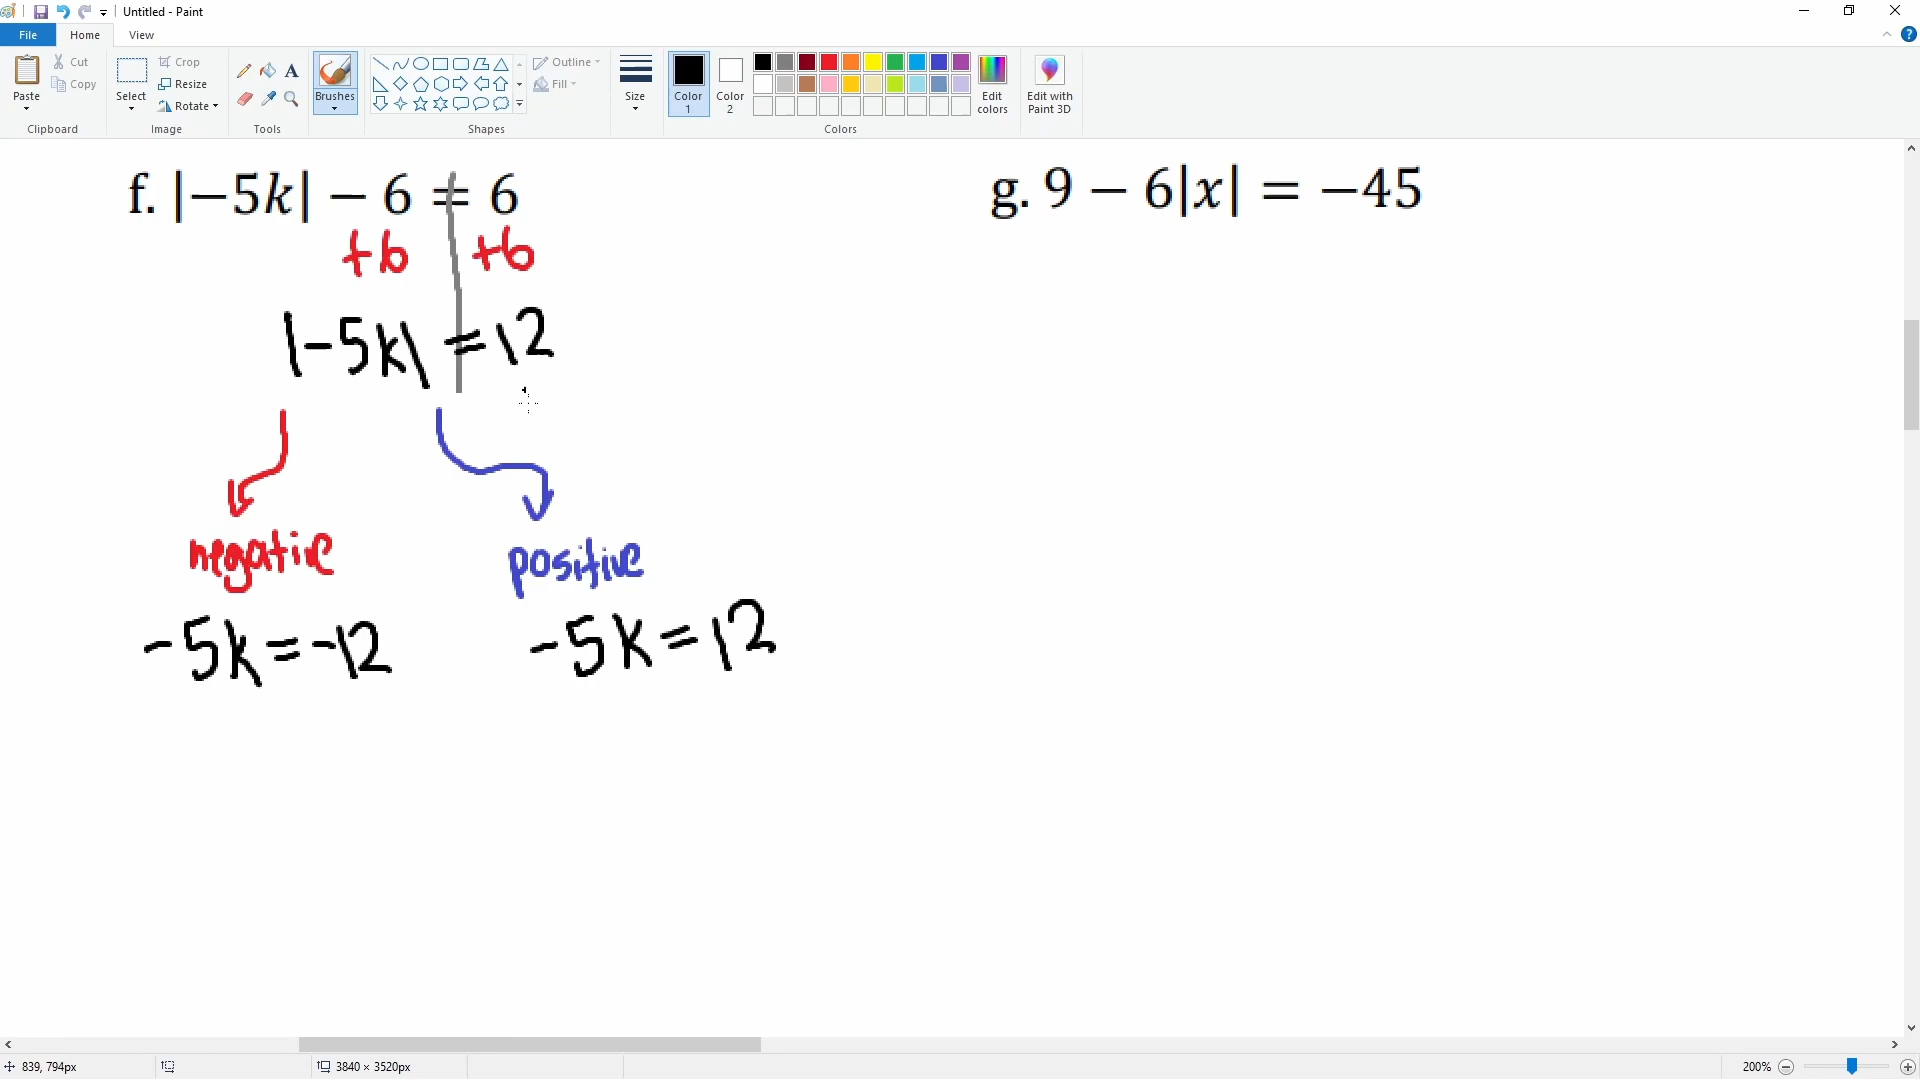 Untitled - Paint
File Home View
Paste
Cut
Copy
Clipboard
Select
Crop
Resize
Rotate
Image
Tools
Brushes
Outline
Fill
Shapes
Size
Color 1
Color 2
Edit colors
Colors
Edit with Paint 3D
f. |−5k| − 6 = 6
+6 +6
|-5k| = 12
negative
positive
-5k = -12
-5k = 12
g. 9 − 6|x| = −45
839, 794px
3840 × 3520px
200%